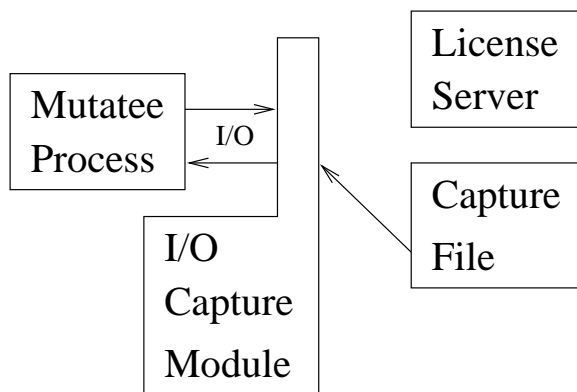 Mutatee
Process
I/O
License
Server
Capture
File
I/O
Capture
Module